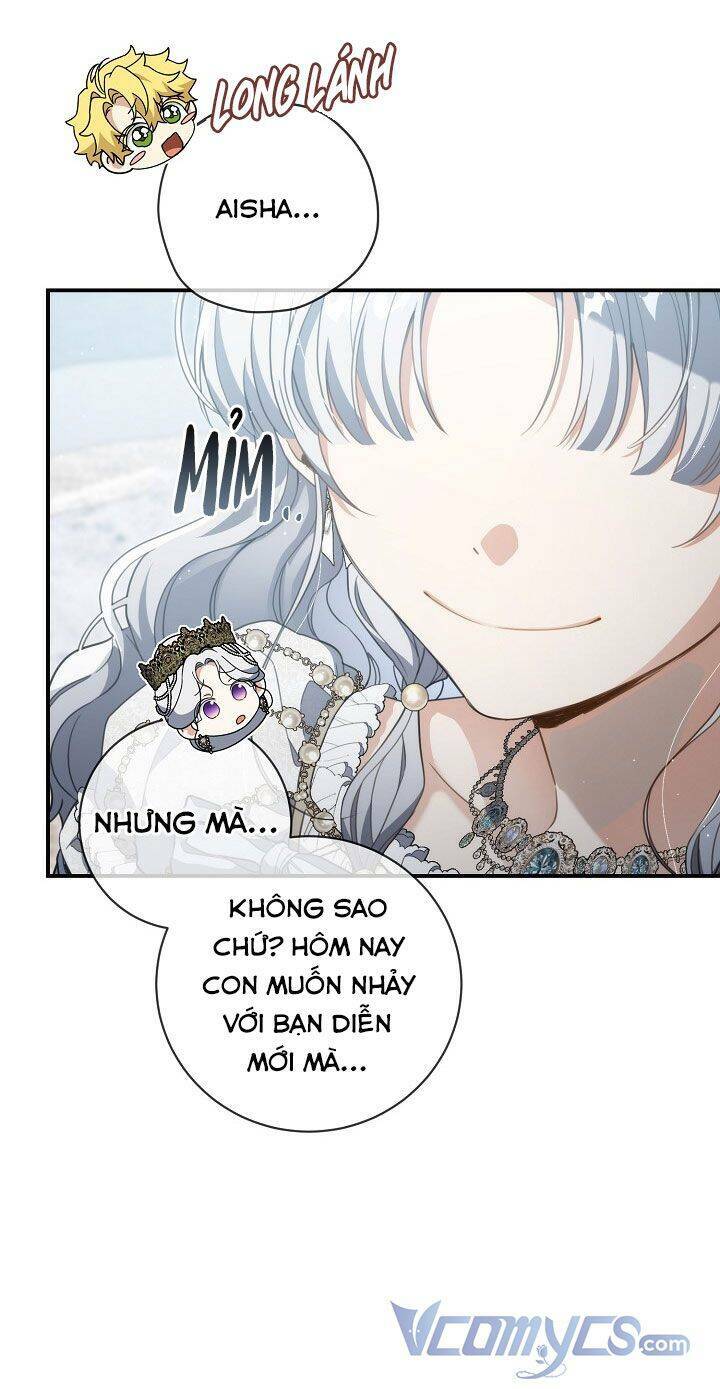 LONG LÁNH
AISHA...
MỈM..
NHƯNG MÀ...
KHÔNG SAO
CHỨ? HÔM NAY
CON MUỐN NHẢY
VỚI BẠN DIỄN
MỚI MÀ...
VCOMYCS.com